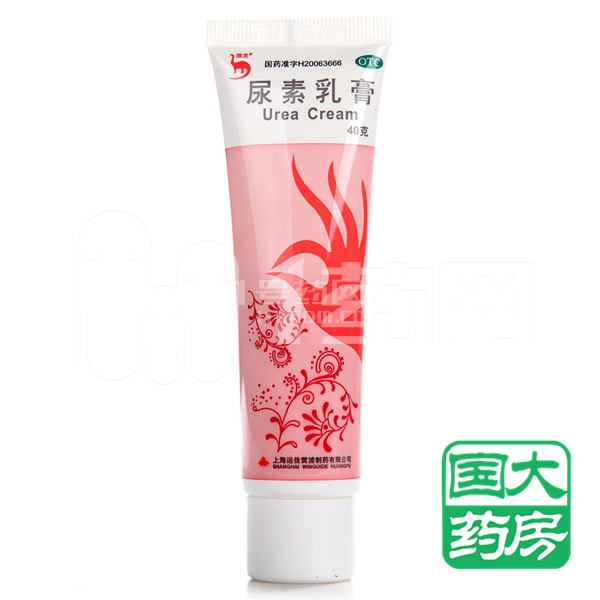 国药准字H20063666
OTC
尿素乳膏
Urea Cream
40克
上海运佳黄浦制药有限公司
SHANGHAI WINGUIDE HUANGPU
国大
药房